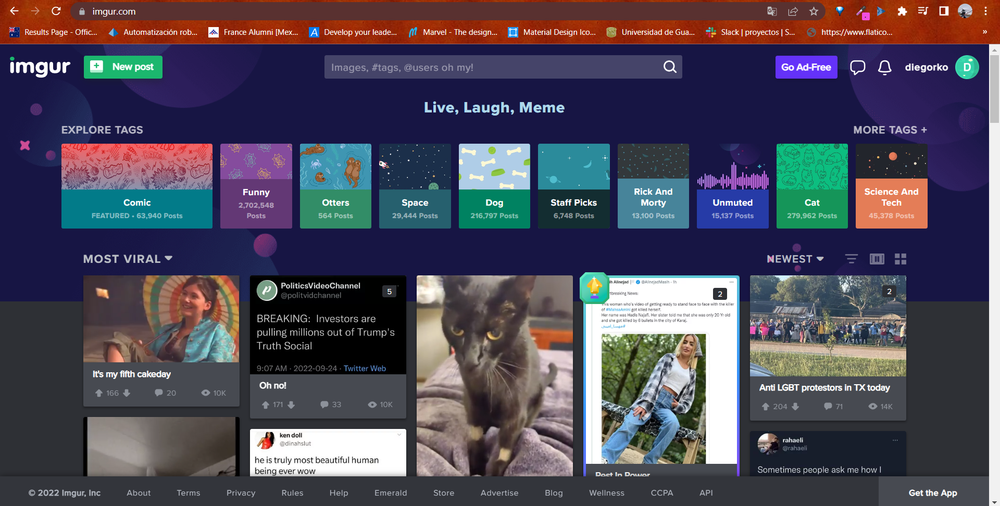 imgur.com
Results Page - Offic...
Automatización rob...
France Alumni [Mex...
Develop your leade...
Marvel - The design...
Material Design Ico...
Universidad de Gua...
Slack | proyectos | S...
https://www.flatico...
»
imgur
New post
Images, #tags, @users oh my!
Go Ad-Free
diegorko
D
Live, Laugh, Meme
EXPLORE TAGS
MORE TAGS +
Comic
FEATURED • 63,940 Posts
Funny
2,702,548
Posts
Otters
564 Posts
Space
29,444 Posts
Dog
216,797 Posts
Staff Picks
6,748 Posts
Rick And
Morty
13,100 Posts
Unmuted
15,137 Posts
Cat
279,962 Posts
Science And
Tech
45,378 Posts
MOST VIRAL
NEWEST
It's my fifth cakeday
166
20
10K
PoliticsVideoChannel
@politvidchannel
5
BREAKING: Investors are
pulling millions out of Trump's
Truth Social
9:07 AM · 2022-09-24 · Twitter Web
Oh no!
171
33
10K
ken doll
@dinahslut
he is truly most beautiful human
being ever wow
ih Alinejad
@AlinejadMasih · 1h
2
rtbreaking News:
This woman who's video of getting ready to stand face to face with the killer
of #MahsaAmini got killed herself.
Her name was Hadis Najafi. Her sister told me that she was only 20 Yr old
and she got killed by 6 bullets in the city of Karaj.
#مهسا_امینی
Rest In Power
2
Anti LGBT protestors in TX today
204
71
14K
rahaeli
@rahaeli
Sometimes people ask me how I
© 2022 Imgur, Inc
About
Terms
Privacy
Rules
Help
Emerald
Store
Advertise
Blog
Wellness
CCPA
API
Get the App